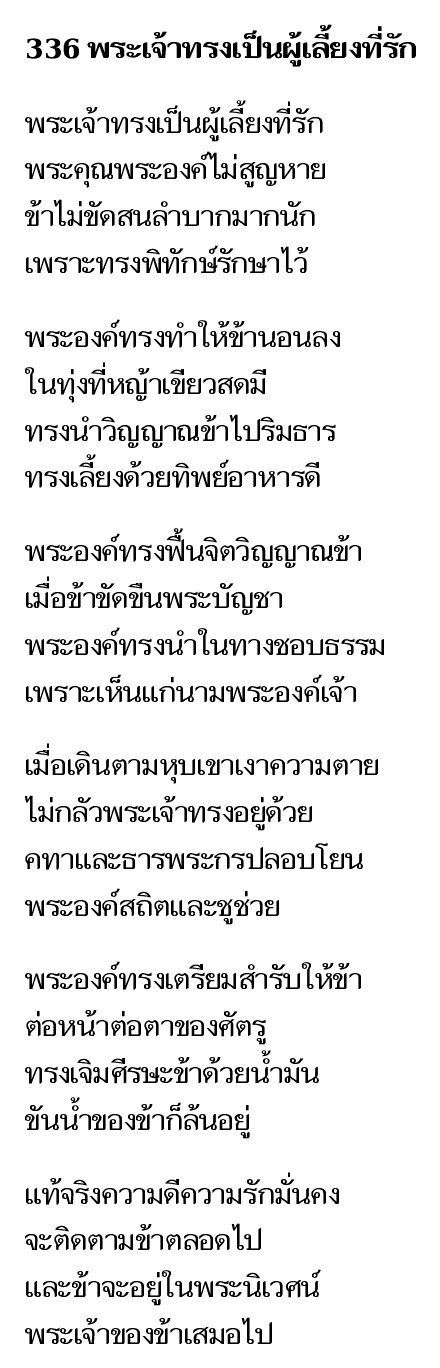 336 พระเจ้าทรงเป็นผู้เลี้ยงที่รัก
พระเจ้าทรงเป็นผู้เลี้ยงที่รัก
พระคุณพระองค์ไม่สูญหาย
ข้าไม่ขัดสนลำบากมากนัก
เพราะทรงพิทักษ์รักษาไว้
พระองค์ทรงทำให้ข้านอนลง
ในทุ่งที่หญ้าเขียวสดมี
ทรงนำวิญญาณข้าไปริมธาร
ทรงเลี้ยงด้วยทิพย์อาหารดี
พระองค์ทรงฟื้นจิตวิญญาณข้า
เมื่อข้าขัดขืนพระบัญชา
พระองค์ทรงนำในทางชอบธรรม
เพราะเห็นแก่นามพระองค์เจ้า
เมื่อเดินตามหุบเขาเงาความตาย
ไม่กลัวพระเจ้าทรงอยู่ด้วย
คทาและธารพระกรปลอบโยน
พระองค์สถิตและชูช่วย
พระองค์ทรงเตรียมสำรับให้ข้า
ต่อหน้าต่อตาของศัตรู
ทรงเจิมศีรษะข้าด้วยน้ำมัน
ขันน้ำของข้าก็ล้นอยู่
แท้จริงความดีความรักมั่นคง
จะติดตามข้าตลอดไป
และข้าจะอยู่ในพระนิเวศน์
พระเจ้าของข้าเสมอไป